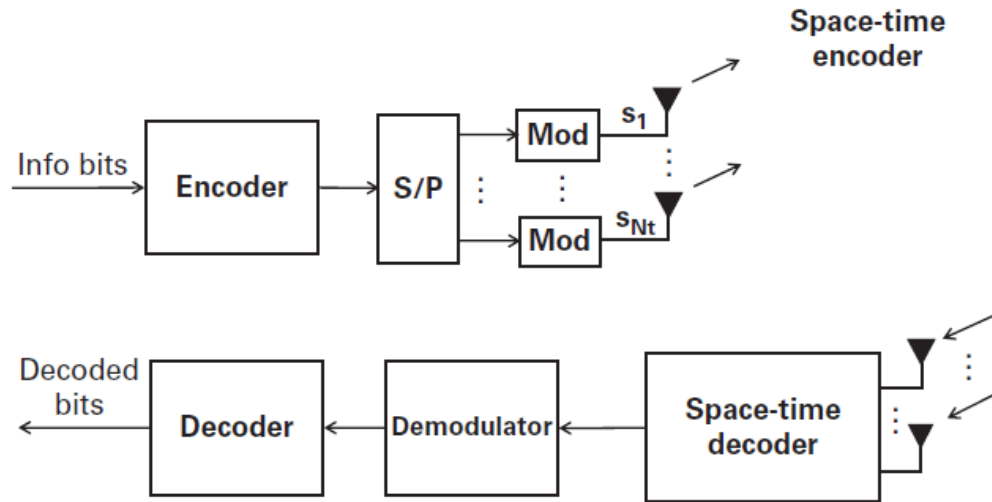 Space-time
encoder
Info bits
Encoder
S/P
Mod
s1
⋮
Mod
sNt
Decoded
bits
Decoder
Demodulator
Space-time
decoder